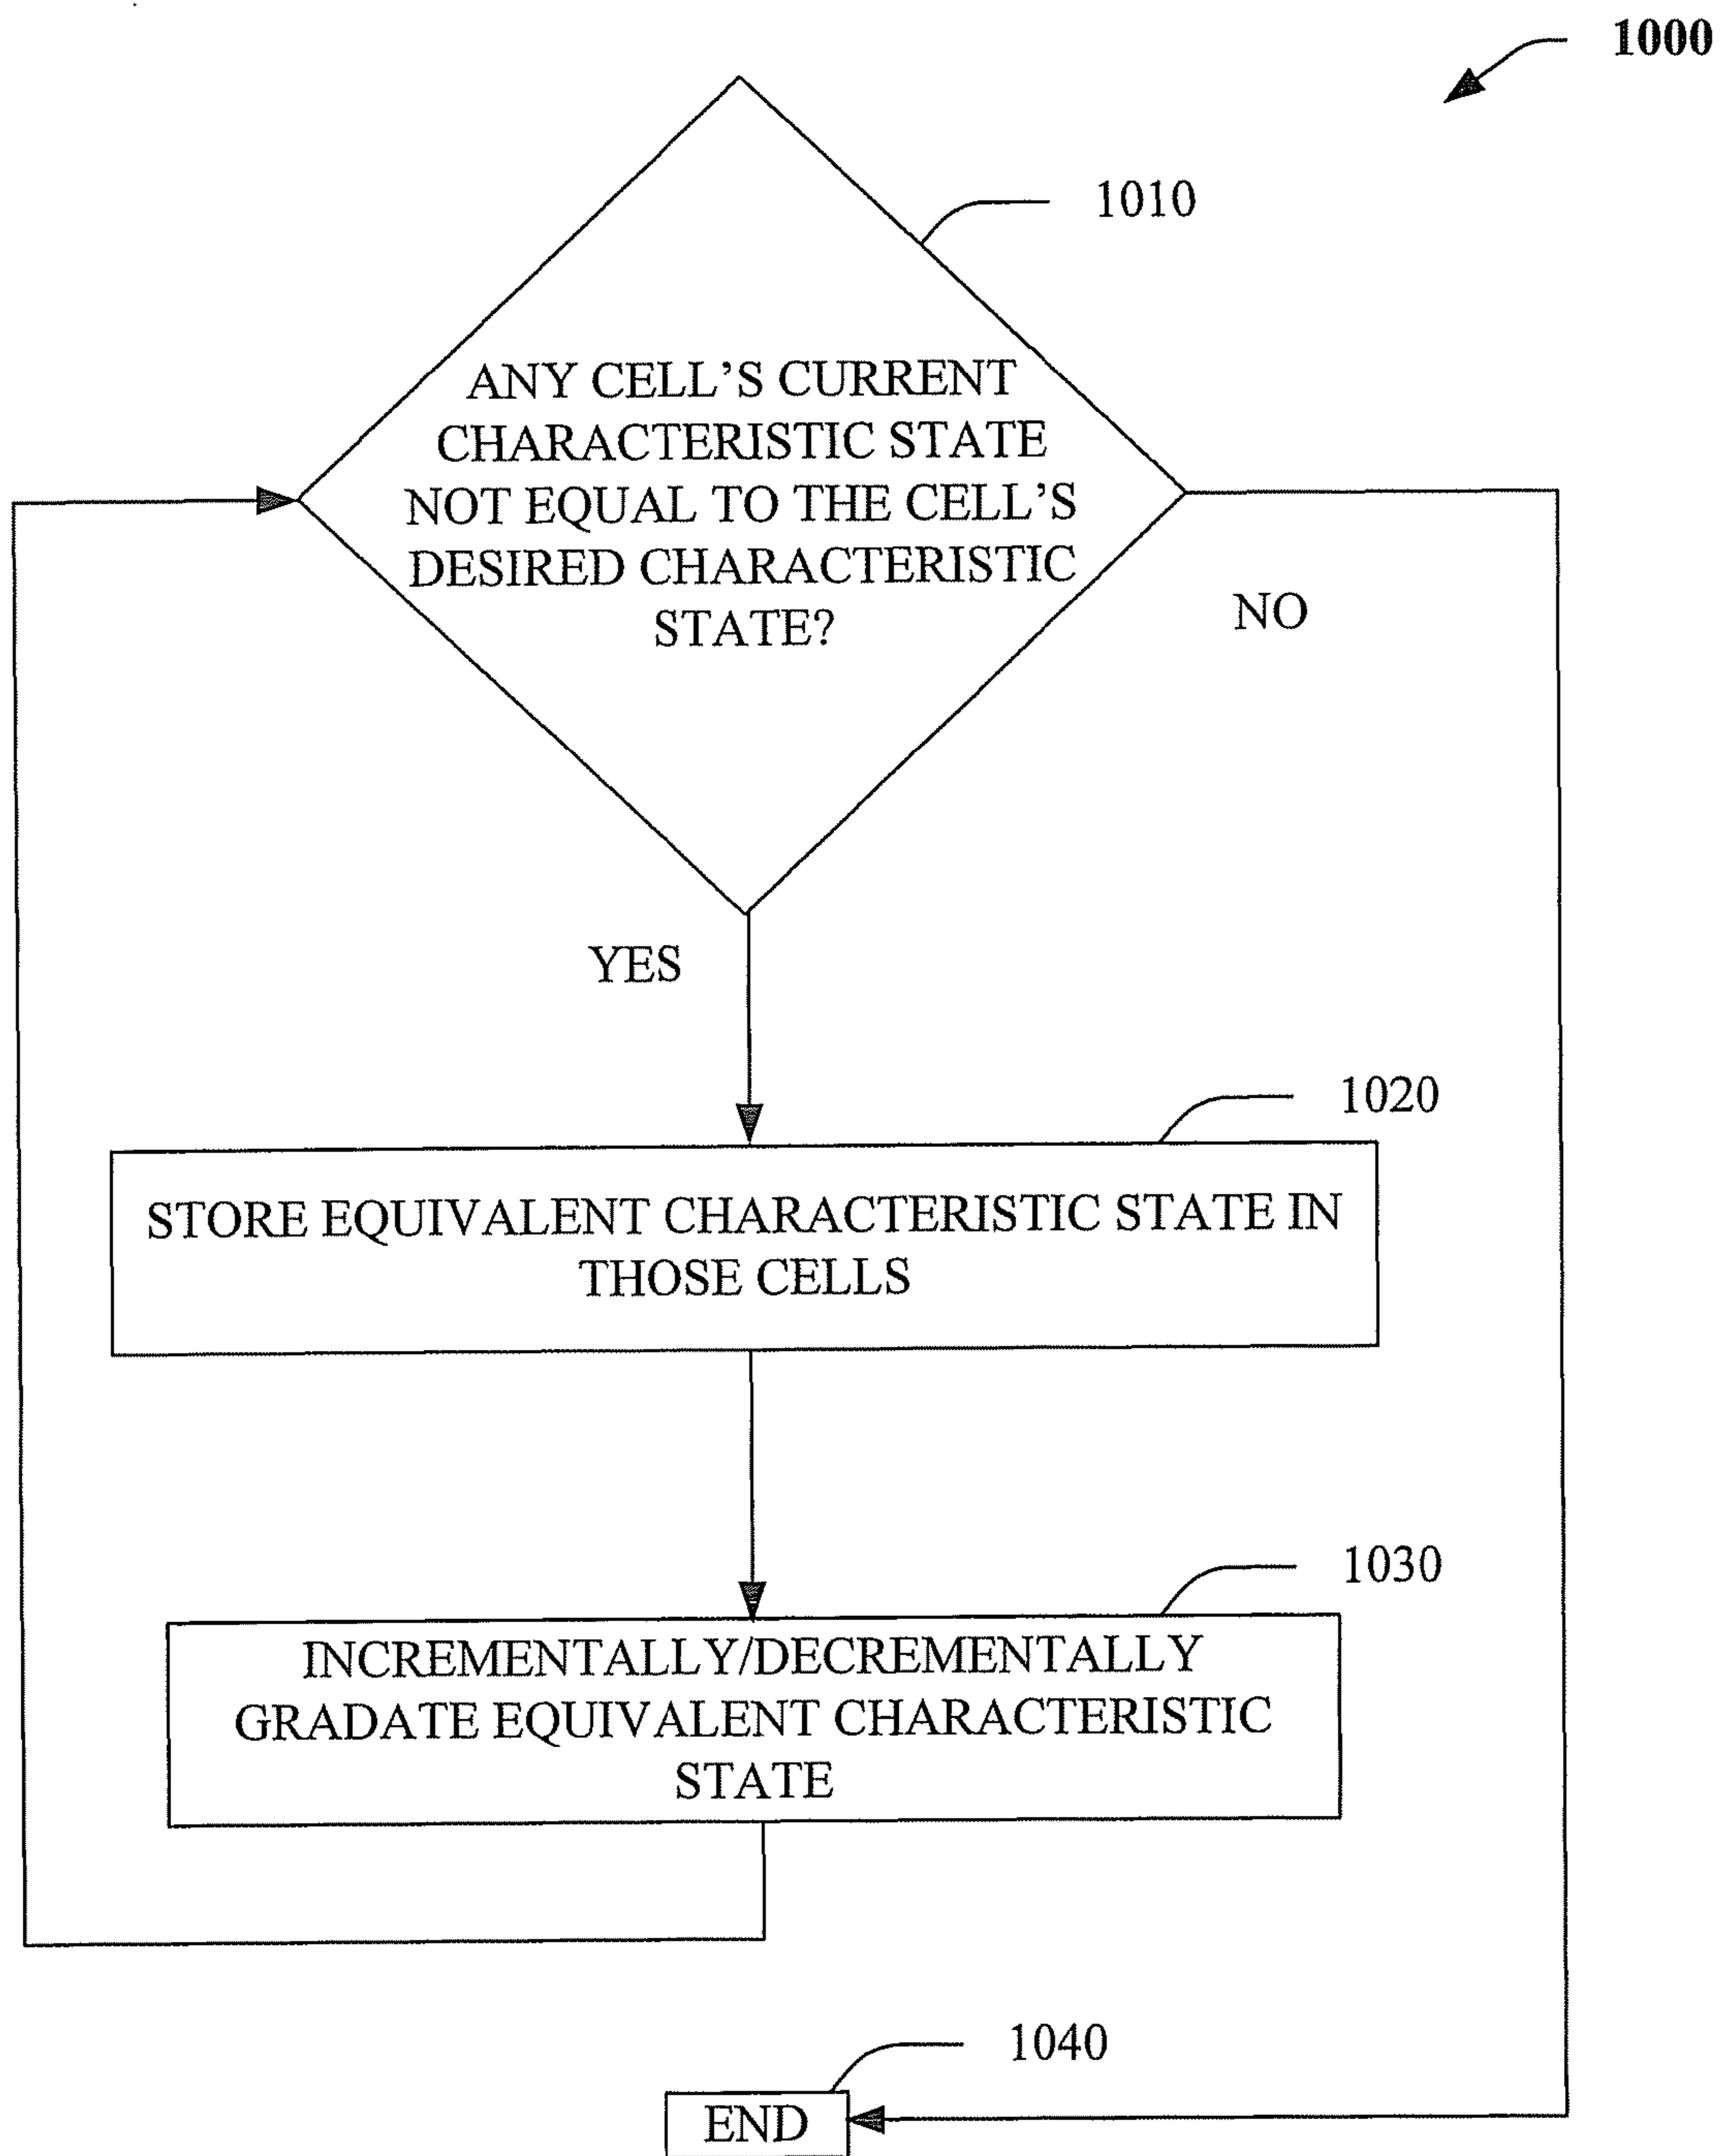 1000
1010
ANY CELL'S CURRENT
CHARACTERISTIC STATE
NOT EQUAL TO THE CELL'S
DESIRED CHARACTERISTIC
STATE?
NO
YES
1020
STORE EQUIVALENT CHARACTERISTIC STATE IN
THOSE CELLS
1030
INCREMENTALLY/DECREMENTALLY
GRADATE EQUIVALENT CHARACTERISTIC
STATE
1040
END